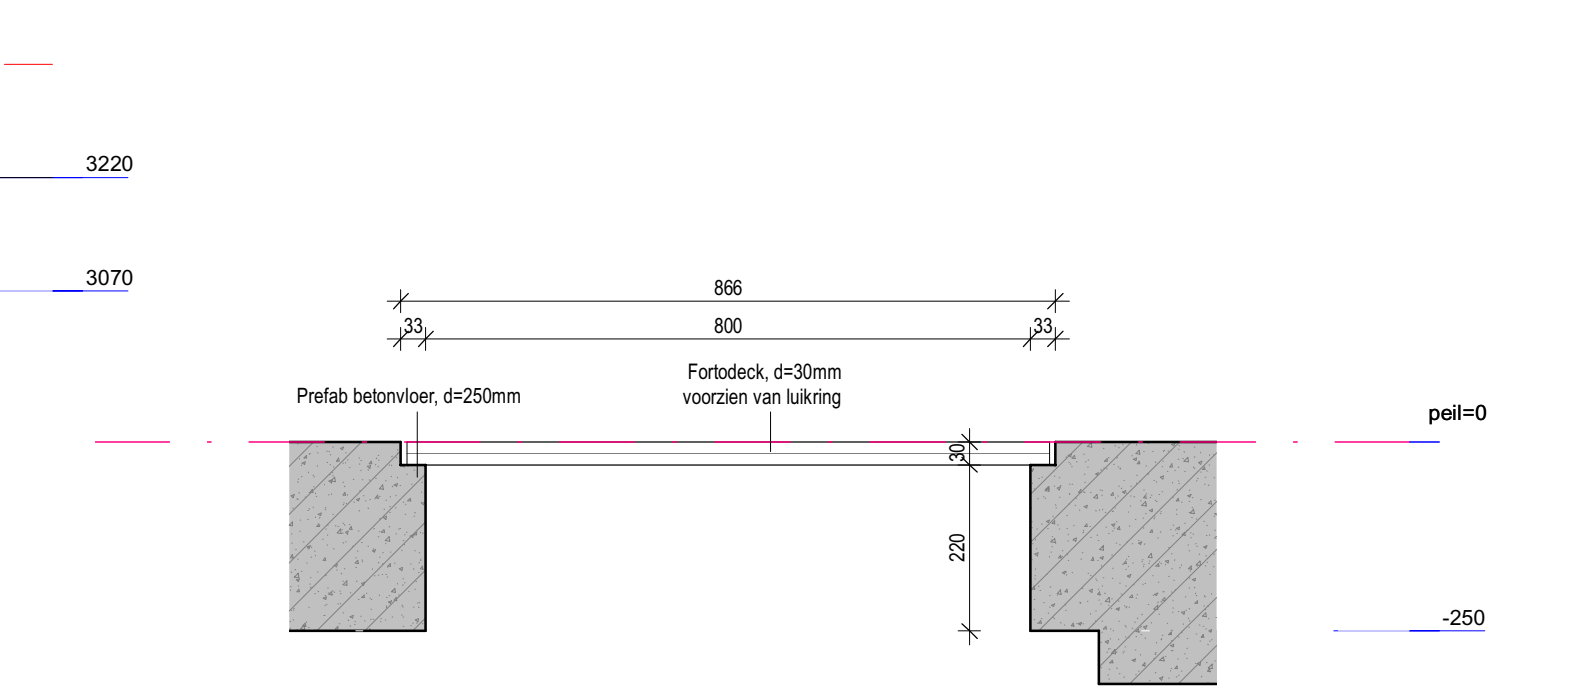 3220
3070
866
33
800
33
Fortodeck, d=30mm
voorzien van luikring
Prefab betonvloer, d=250mm
peil=0
30
220
-250